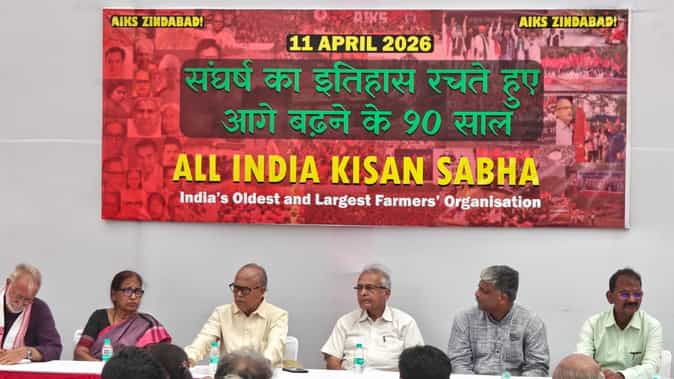 AIKS ZINDABAD!
AIKS ZINDABAD!
11 APRIL 2026
संघर्ष का इतिहास रचते हुए
आगे बढ़ने के 90 साल
ALL INDIA KISAN SABHA
India's Oldest and Largest Farmers' Organisation